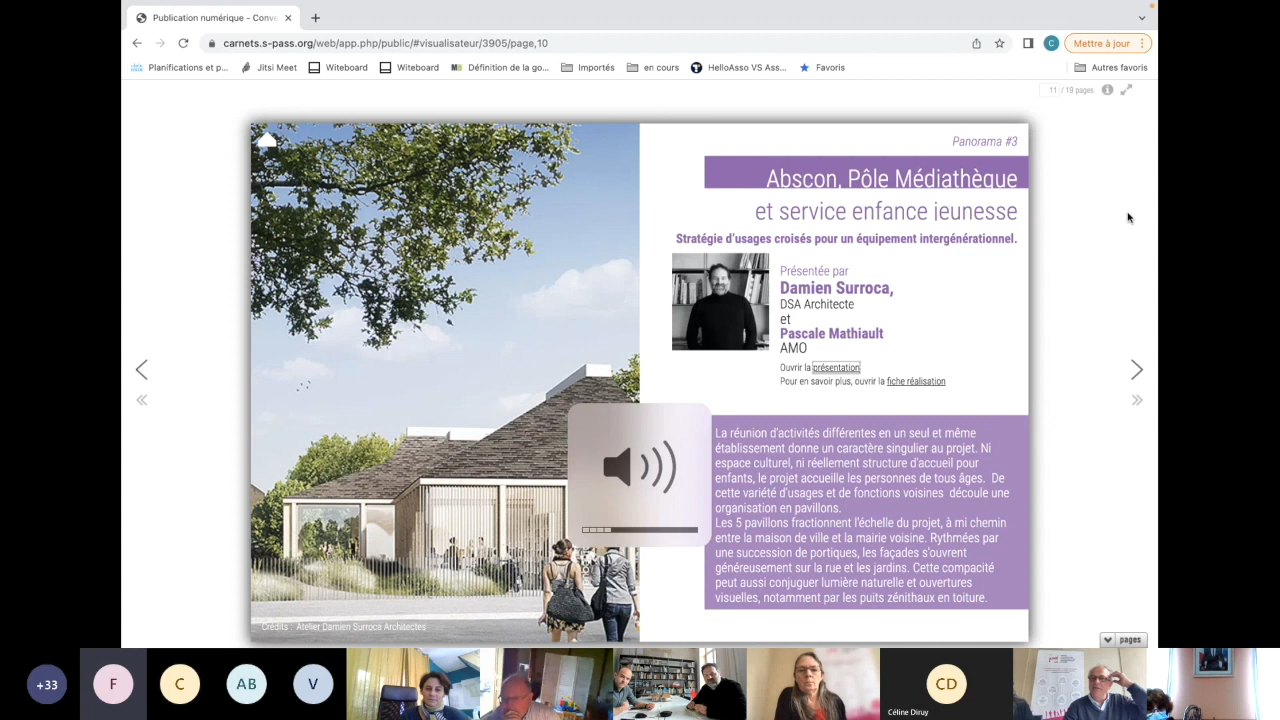 Publication numérique - Conv
carnets.s-pass.org/web/app.php/public/#visualisateur/3905/page,10
C
Mettre à jour
Planifications et p...
Jitsi Meet
Witeboard
Witeboard
Définition de la go...
Importés
en cours
HelloAsso VS Ass...
Favoris
Autres favoris
11 / 19 pages
Panorama #3
Abscon, Pôle Médiathèque
et service enfance jeunesse
Stratégie d'usages croisés pour un équipement intergénérationnel.
Présentée par
Damien Surroca,
DSA Architecte
et
Pascale Mathiault
AMO
Ouvrir la présentation
Pour en savoir plus, ouvrir la fiche réalisation
La réunion d'activités différentes en un seul et même
établissement donne un caractère singulier au projet. Ni
espace culturel, ni réellement structure d'accueil pour
enfants, le projet accueille les personnes de tous âges. De
cette variété d'usages et de fonctions voisines découle une
organisation en pavillons.
Les 5 pavillons fractionnent l'échelle du projet, à mi chemin
entre la maison de ville et la mairie voisine. Rythmées par
une succession de portiques, les façades s'ouvrent
généreusement sur la rue et les jardins. Cette compacité
peut aussi conjuguer lumière naturelle et ouvertures
visuelles, notamment par les puits zénithaux en toiture.
Crédits : Atelier Damien Surroca Architectes
pages
+33
F
C
AB
V
CD
Céline Diruy